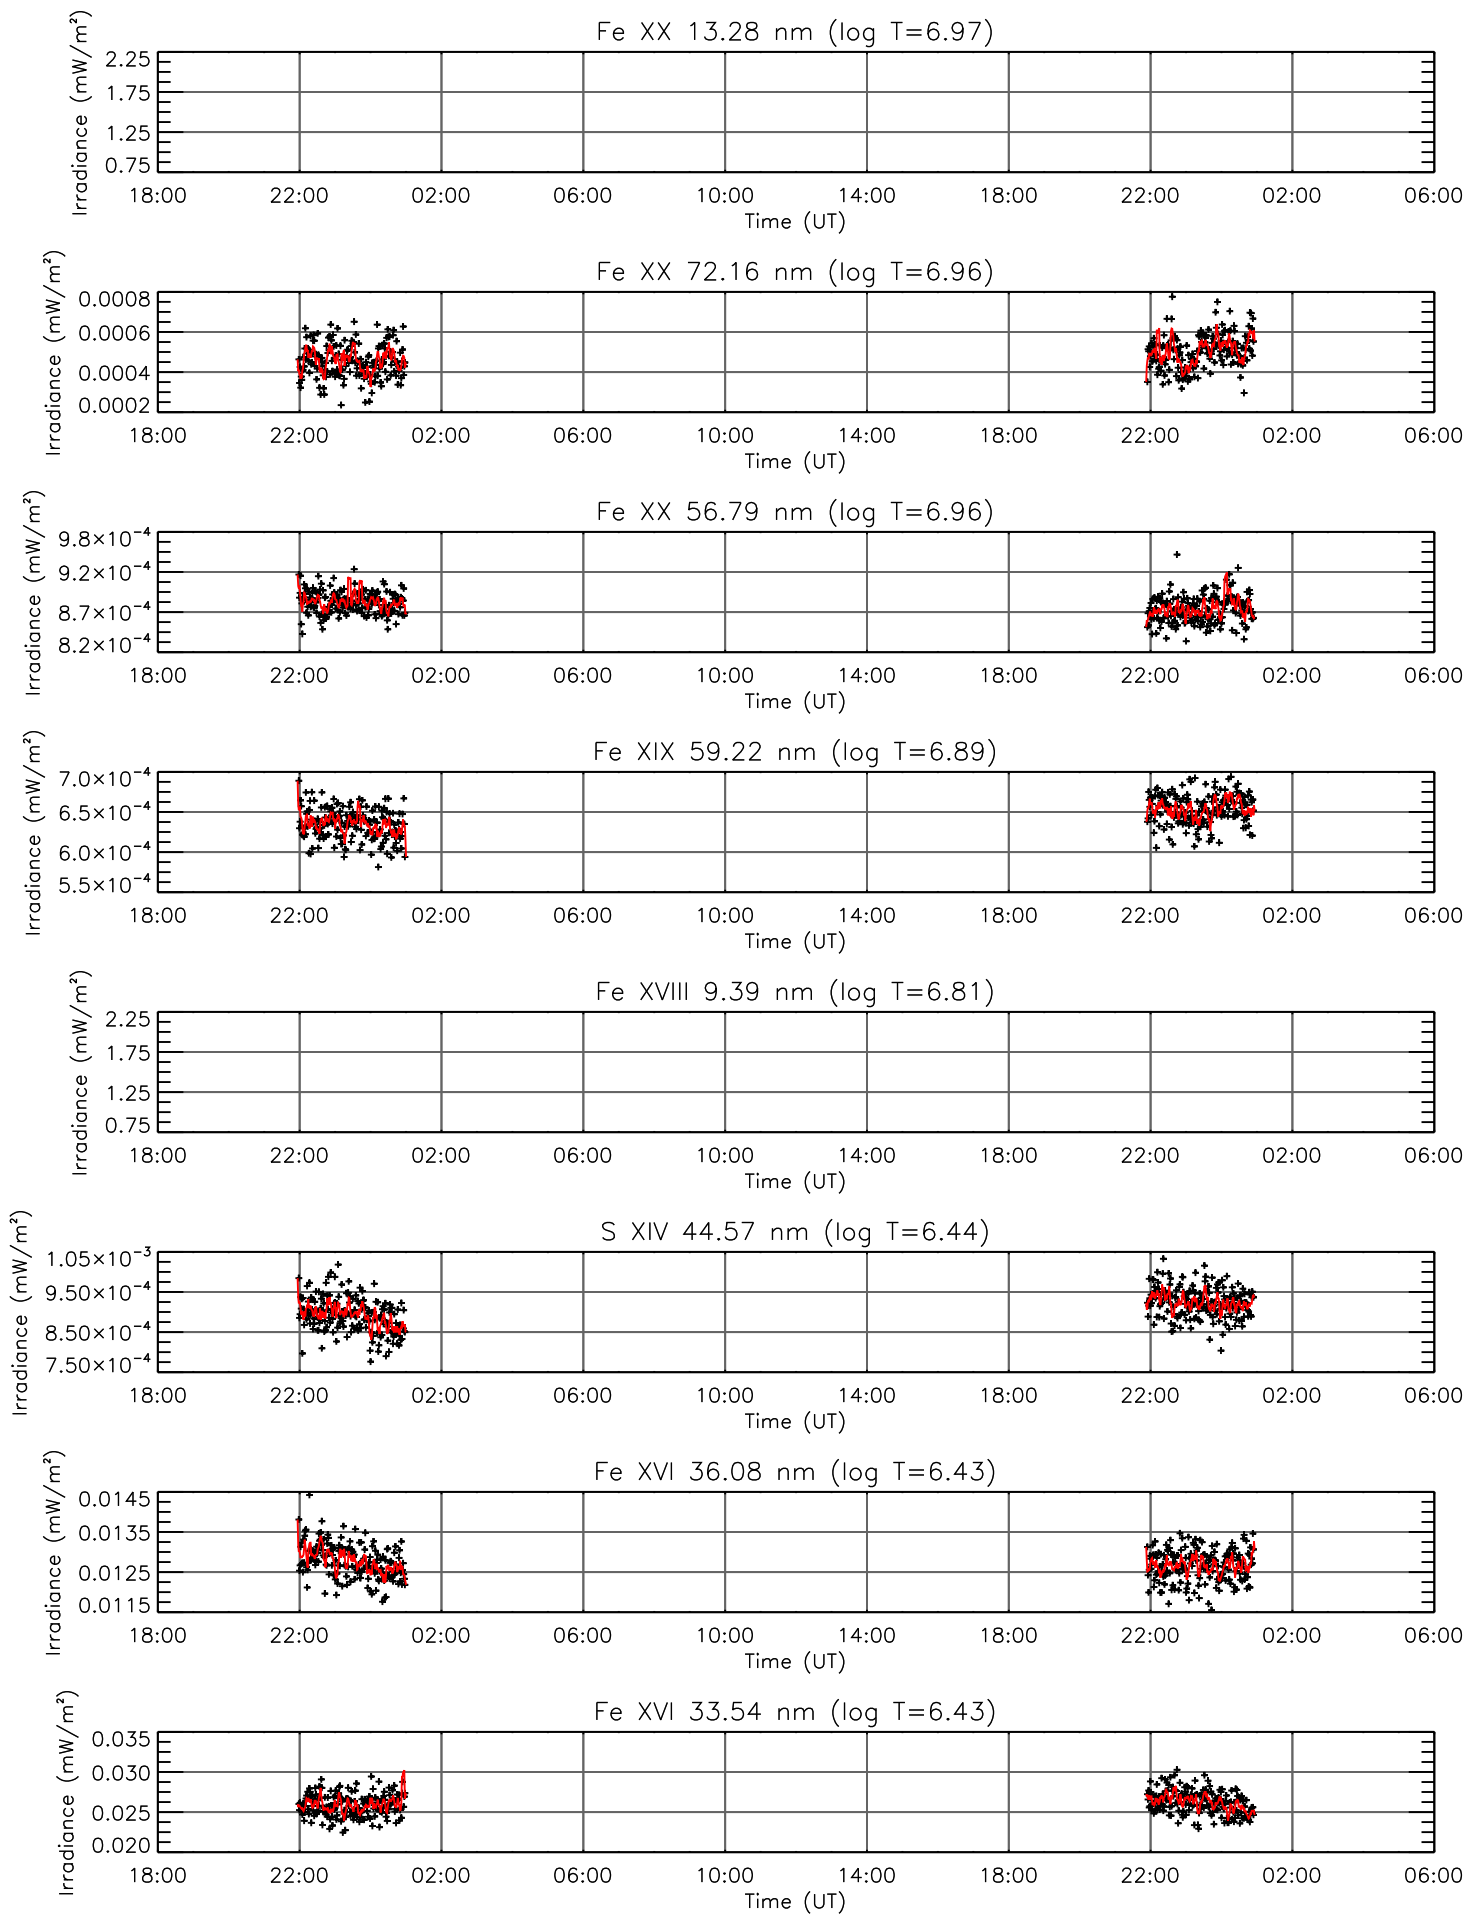 Fe XX 13.28 nm (log T=6.97)
Irradiance (mW/m²)
2.25
1.75
1.25
0.75
18:00 22:00 02:00 06:00 10:00 14:00 18:00 22:00 02:00 06:00
Time (UT)
Fe XX 72.16 nm (log T=6.96)
Irradiance (mW/m²)
0.0008
0.0006
0.0004
0.0002
18:00 22:00 02:00 06:00 10:00 14:00 18:00 22:00 02:00 06:00
Time (UT)
Fe XX 56.79 nm (log T=6.96)
Irradiance (mW/m²)
9.8×10⁻⁴
9.2×10⁻⁴
8.7×10⁻⁴
8.2×10⁻⁴
18:00 22:00 02:00 06:00 10:00 14:00 18:00 22:00 02:00 06:00
Time (UT)
Fe XIX 59.22 nm (log T=6.89)
Irradiance (mW/m²)
7.0×10⁻⁴
6.5×10⁻⁴
6.0×10⁻⁴
5.5×10⁻⁴
18:00 22:00 02:00 06:00 10:00 14:00 18:00 22:00 02:00 06:00
Time (UT)
Fe XVIII 9.39 nm (log T=6.81)
Irradiance (mW/m²)
2.25
1.75
1.25
0.75
18:00 22:00 02:00 06:00 10:00 14:00 18:00 22:00 02:00 06:00
Time (UT)
S XIV 44.57 nm (log T=6.44)
Irradiance (mW/m²)
1.05×10⁻³
9.50×10⁻⁴
8.50×10⁻⁴
7.50×10⁻⁴
18:00 22:00 02:00 06:00 10:00 14:00 18:00 22:00 02:00 06:00
Time (UT)
Fe XVI 36.08 nm (log T=6.43)
Irradiance (mW/m²)
0.0145
0.0135
0.0125
0.0115
18:00 22:00 02:00 06:00 10:00 14:00 18:00 22:00 02:00 06:00
Time (UT)
Fe XVI 33.54 nm (log T=6.43)
Irradiance (mW/m²)
0.035
0.030
0.025
0.020
18:00 22:00 02:00 06:00 10:00 14:00 18:00 22:00 02:00 06:00
Time (UT)